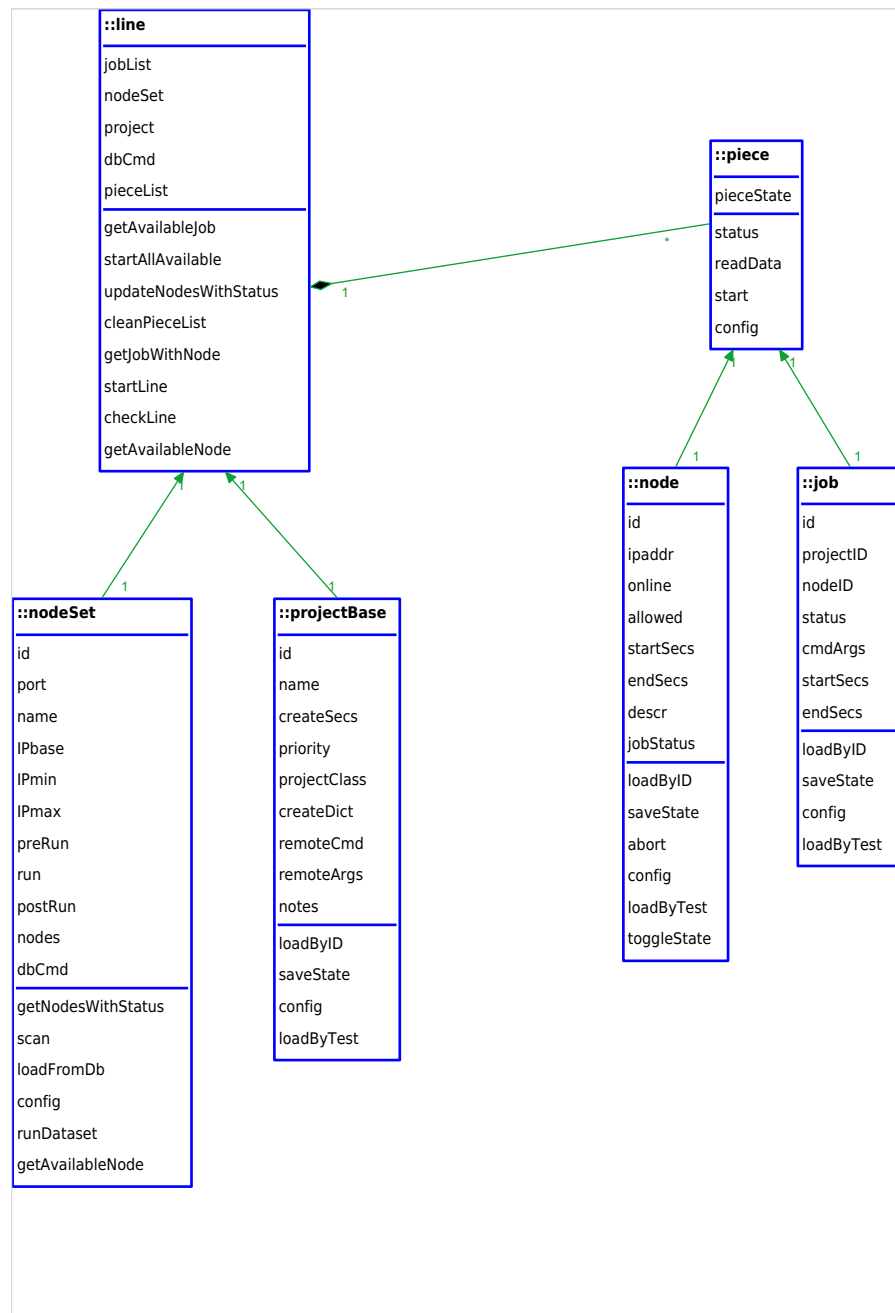 ::line
jobList
nodeSet
project
dbCmd
pieceList
getAvailableJob
startAllAvailable
updateNodesWithStatus
cleanPieceList
getJobWithNode
startLine
checkLine
getAvailableNode
::piece
pieceState
status
readData
start
config
*
1
1
1
1
1
::node
id
ipaddr
online
allowed
startSecs
endSecs
descr
jobStatus
loadByID
saveState
abort
config
loadByTest
toggleState
::job
id
projectID
nodeID
status
cmdArgs
startSecs
endSecs
loadByID
saveState
config
loadByTest
1
1
1
1
::nodeSet
id
port
name
IPbase
IPmin
IPmax
preRun
run
postRun
nodes
dbCmd
getNodesWithStatus
scan
loadFromDb
config
runDataset
getAvailableNode
::projectBase
id
name
createSecs
priority
projectClass
createDict
remoteCmd
remoteArgs
notes
loadByID
saveState
config
loadByTest